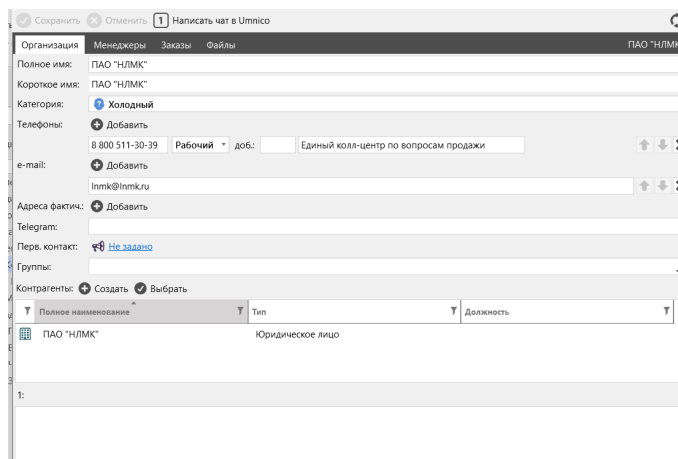 Сохранить Отменить 1 Написать чат в Umnico
Организация Менеджеры Заказы Файлы ПАО "НЛМК
Полное имя: ПАО "НЛМК"
Короткое имя: ПАО "НЛМК"
Категория: Холодный
Телефоны: Добавить
8 800 511-30-39 Рабочий доб.: Единый колл-центр по вопросам продажи
e-mail: Добавить
lnmk@lnmk.ru
Адреса фактич.: Добавить
Telegram:
Перв. контакт: Не задано
Группы:
Контрагенты: Создать Выбрать
Полное наименование Тип Должность
ПАО "НЛМК" Юридическое лицо
1: